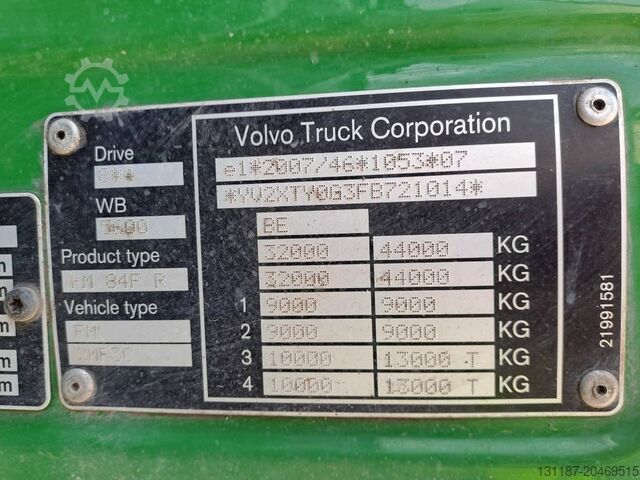 Volvo Truck Corporation
Drive
e1*2007/46*1053*07
WB
*YV2XTY0G3FB721014*
BE
Product type
FM 84F R
32000 44000 KG
32000 44000 KG
Vehicle type
FM
1 9000 9000 KG
2 9000 9000 KG
3 10000 13000 T KG
4 10000 13000 T KG
21991581
m
m
m
m
m
131187-20469515